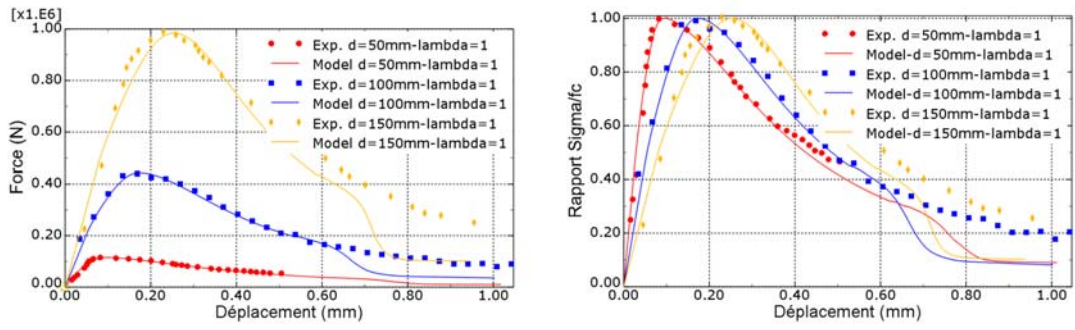 [x1.E6]
1.00
0.80
0.60
0.40
0.20
0.00
0.20
0.40
0.60
0.80
1.00
Force (N)
Déplacement (mm)
Exp. d=50mm-lambda=1
Model d=50mm-lambda=1
Exp. d=100mm-lambda=1
Model d=100mm-lambda=1
Exp. d=150mm-lambda=1
Model d=150mm-lambda=1
1.00
0.80
0.60
0.40
0.20
0.00
0.00
0.20
0.40
0.60
0.80
1.00
Rapport Sigma/fc
Déplacement (mm)
Exp. d=50mm-lambda=1
Model-d=50mm-lambda=1
Exp. d=100mm-lambda=1
Model-d=100mm-lambda=1
Exp. d=150mm-lambda=1
Model-d=150mm-lambda=1